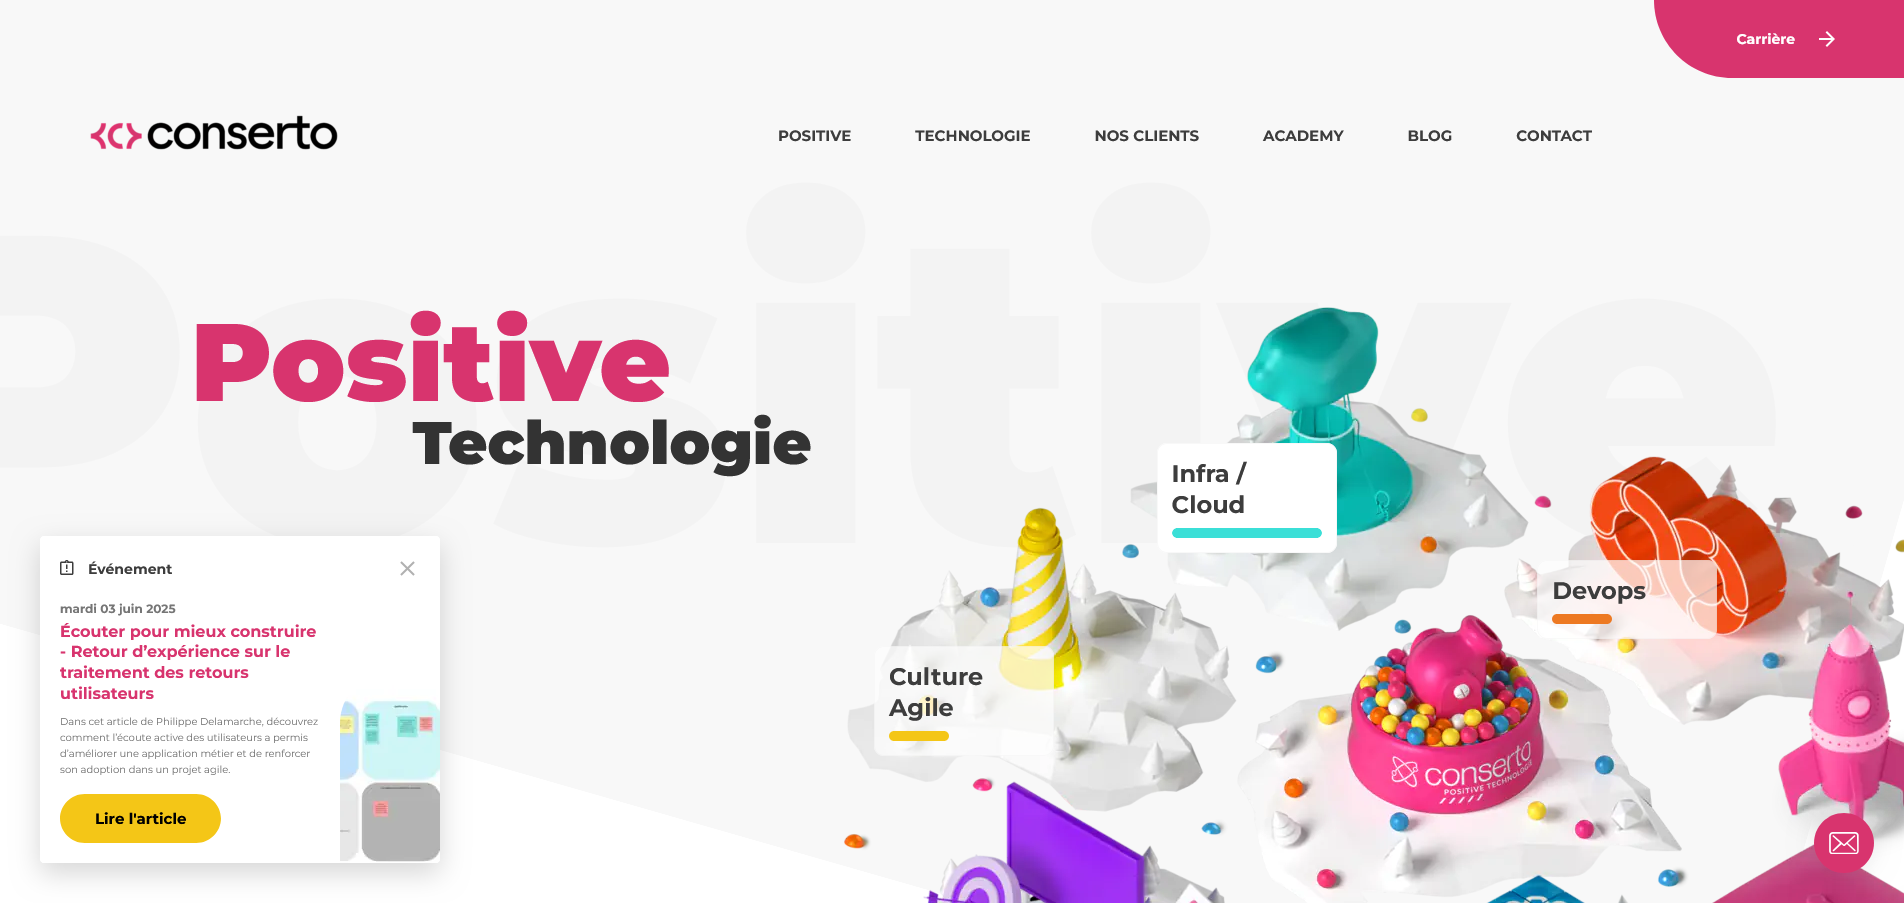 Carrière
conserto
POSITIVE TECHNOLOGIE NOS CLIENTS ACADEMY BLOG CONTACT
Positive
Positive
Technologie
Infra /
Cloud
Devops
Culture
Agile
conserto
POSITIVE TECHNOLOGIE
Événement
mardi 03 juin 2025
Écouter pour mieux construire
- Retour d’expérience sur le
traitement des retours
utilisateurs
Dans cet article de Philippe Delamarche, découvrez
comment l’écoute active des utilisateurs a permis
d’améliorer une application métier et de renforcer
son adoption dans un projet agile.
Lire l'article